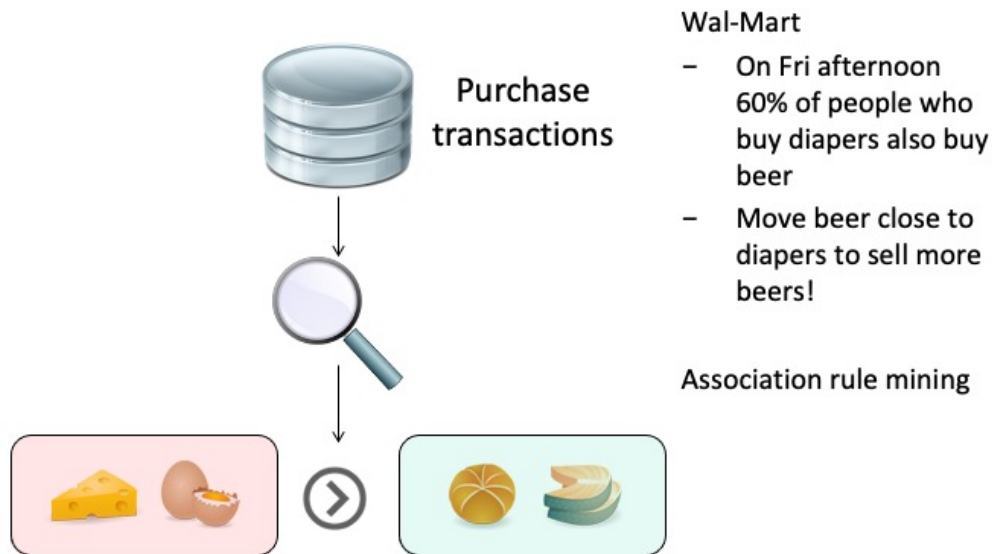 Purchase
transactions
Wal-Mart
– On Fri afternoon
60% of people who
buy diapers also buy
beer
– Move beer close to
diapers to sell more
beers!
Association rule mining